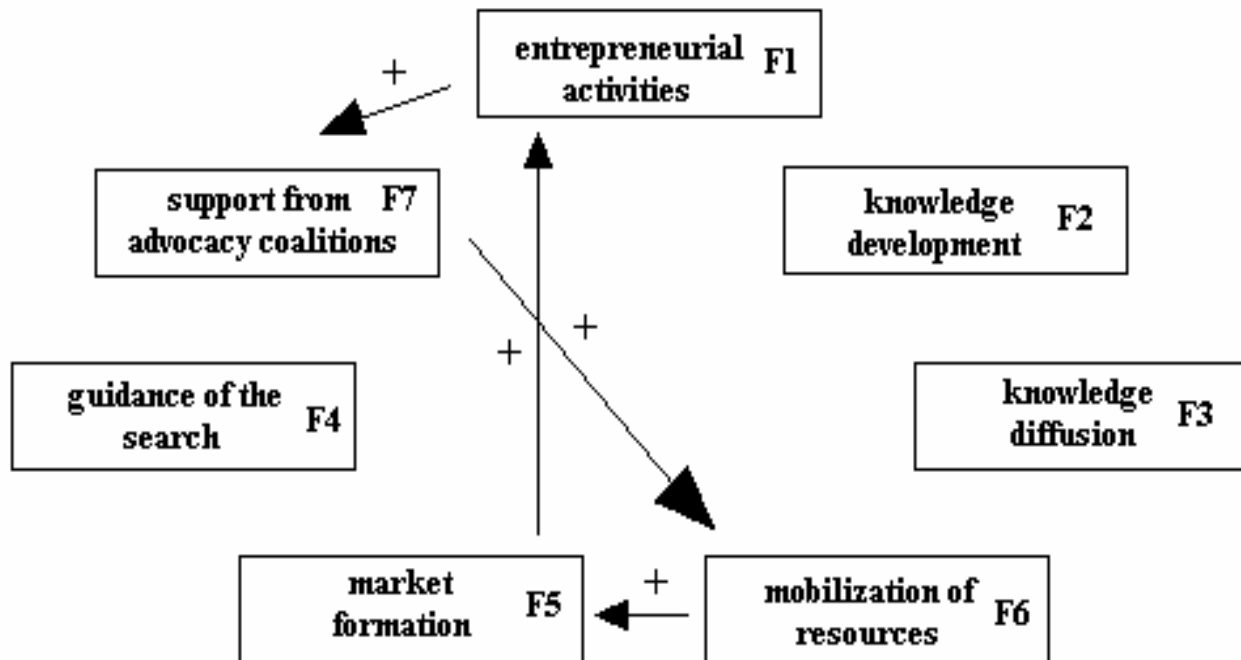 entrepreneurial F1
activities
+
support from F7
advocacy coalitions
knowledge F2
development
+
+
guidance of the F4
search
knowledge F3
diffusion
market F5
formation
+
mobilization of F6
resources